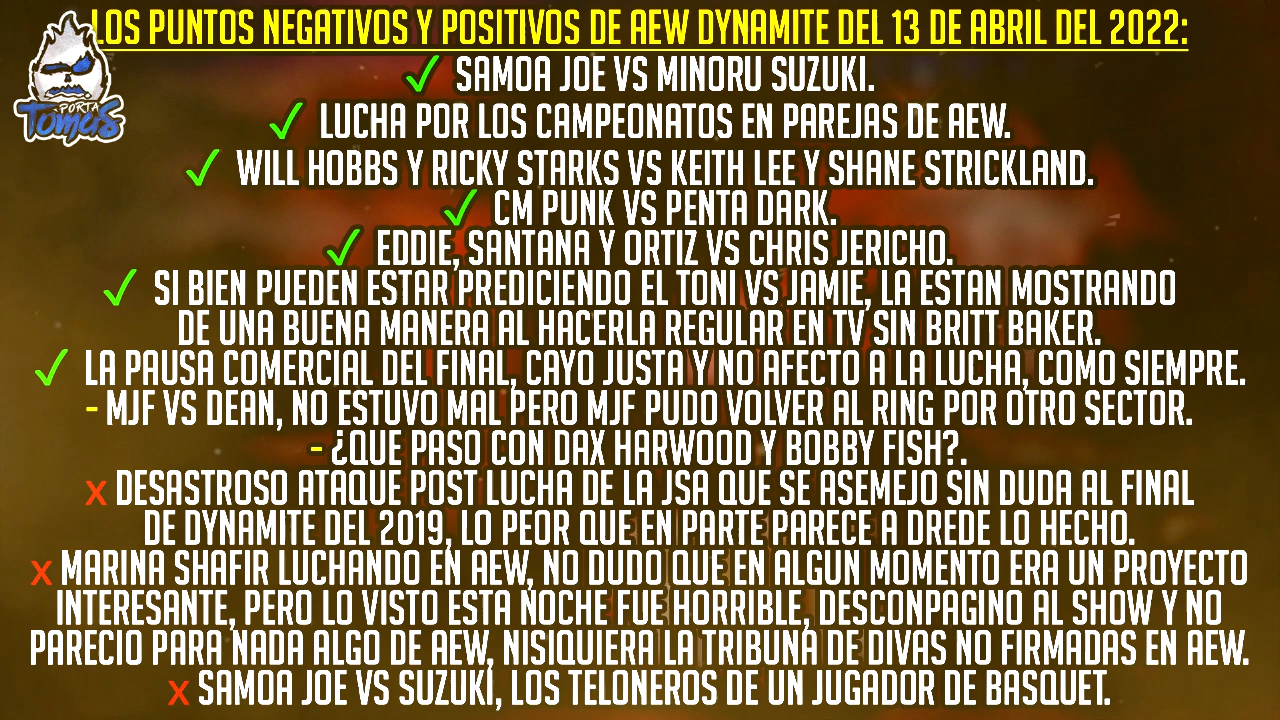 LOS PUNTOS NEGATIVOS Y POSITIVOS DE AEW DYNAMITE DEL 13 DE ABRIL DEL 2022:
PORTA
TomaS
✓ SAMOA JOE VS MINORU SUZUKI.
✓ LUCHA POR LOS CAMPEONATOS EN PAREJAS DE AEW.
✓ WILL HOBBS Y RICKY STARKS VS KEITH LEE Y SHANE STRICKLAND.
✓ CM PUNK VS PENTA DARK.
✓ EDDIE, SANTANA Y ORTIZ VS CHRIS JERICHO.
✓ SI BIEN PUEDEN ESTAR PREDICIENDO EL TONI VS JAMIE, LA ESTAN MOSTRANDO
DE UNA BUENA MANERA AL HACERLA REGULAR EN TV SIN BRITT BAKER.
✓ LA PAUSA COMERCIAL DEL FINAL, CAYO JUSTA Y NO AFECTO A LA LUCHA, COMO SIEMPRE.
- MJF VS DEAN, NO ESTUVO MAL PERO MJF PUDO VOLVER AL RING POR OTRO SECTOR.
- ¿QUE PASO CON DAX HARWOOD Y BOBBY FISH?.
X DESASTROSO ATAQUE POST LUCHA DE LA JSA QUE SE ASEMEJO SIN DUDA AL FINAL
DE DYNAMITE DEL 2019, LO PEOR QUE EN PARTE PARECE A DREDE LO HECHO.
X MARINA SHAFIR LUCHANDO EN AEW, NO DUDO QUE EN ALGUN MOMENTO ERA UN PROYECTO
INTERESANTE, PERO LO VISTO ESTA NOCHE FUE HORRIBLE, DESCONPAGINO AL SHOW Y NO
PARECIO PARA NADA ALGO DE AEW, NISIQUIERA LA TRIBUNA DE DIVAS NO FIRMADAS EN AEW.
X SAMOA JOE VS SUZUKI, LOS TELONEROS DE UN JUGADOR DE BASQUET.